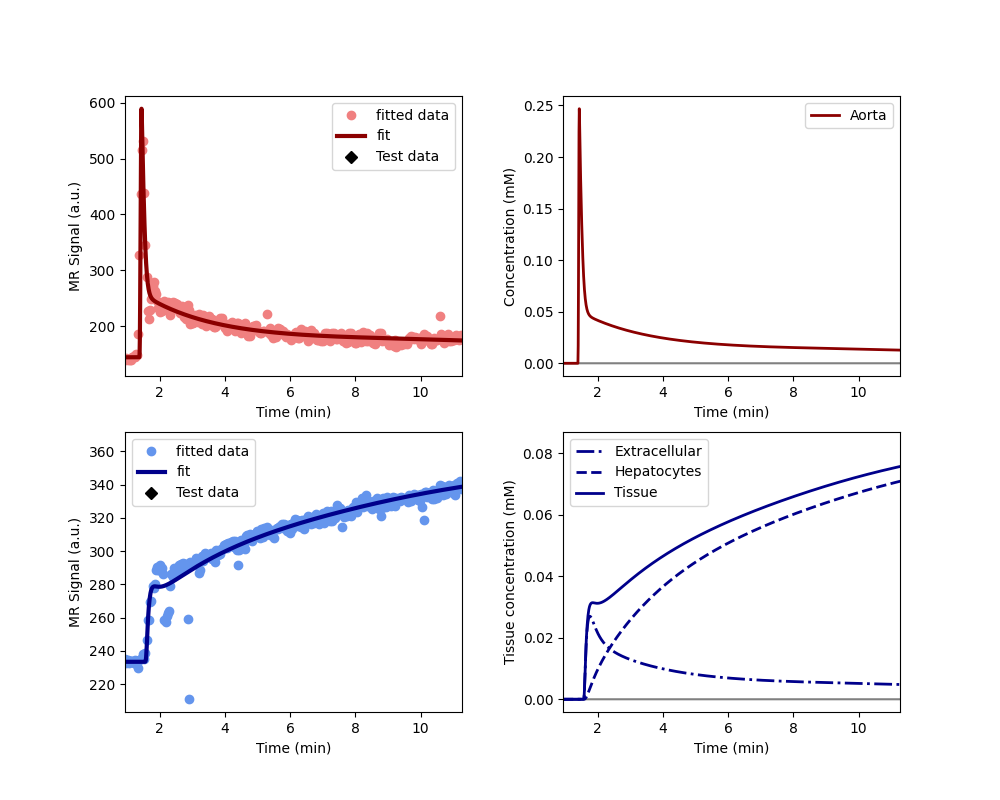 600
500
400
300
200
MR Signal (a.u.)
2 4 6 8 10
Time (min)
fitted data
fit
Test data
0.25
0.20
0.15
0.10
0.05
0.00
Concentration (mM)
2 4 6 8 10
Time (min)
Aorta
360
340
320
300
280
260
240
220
MR Signal (a.u.)
2 4 6 8 10
Time (min)
fitted data
fit
Test data
0.08
0.06
0.04
0.02
0.00
Tissue concentration (mM)
2 4 6 8 10
Time (min)
Extracellular
Hepatocytes
Tissue